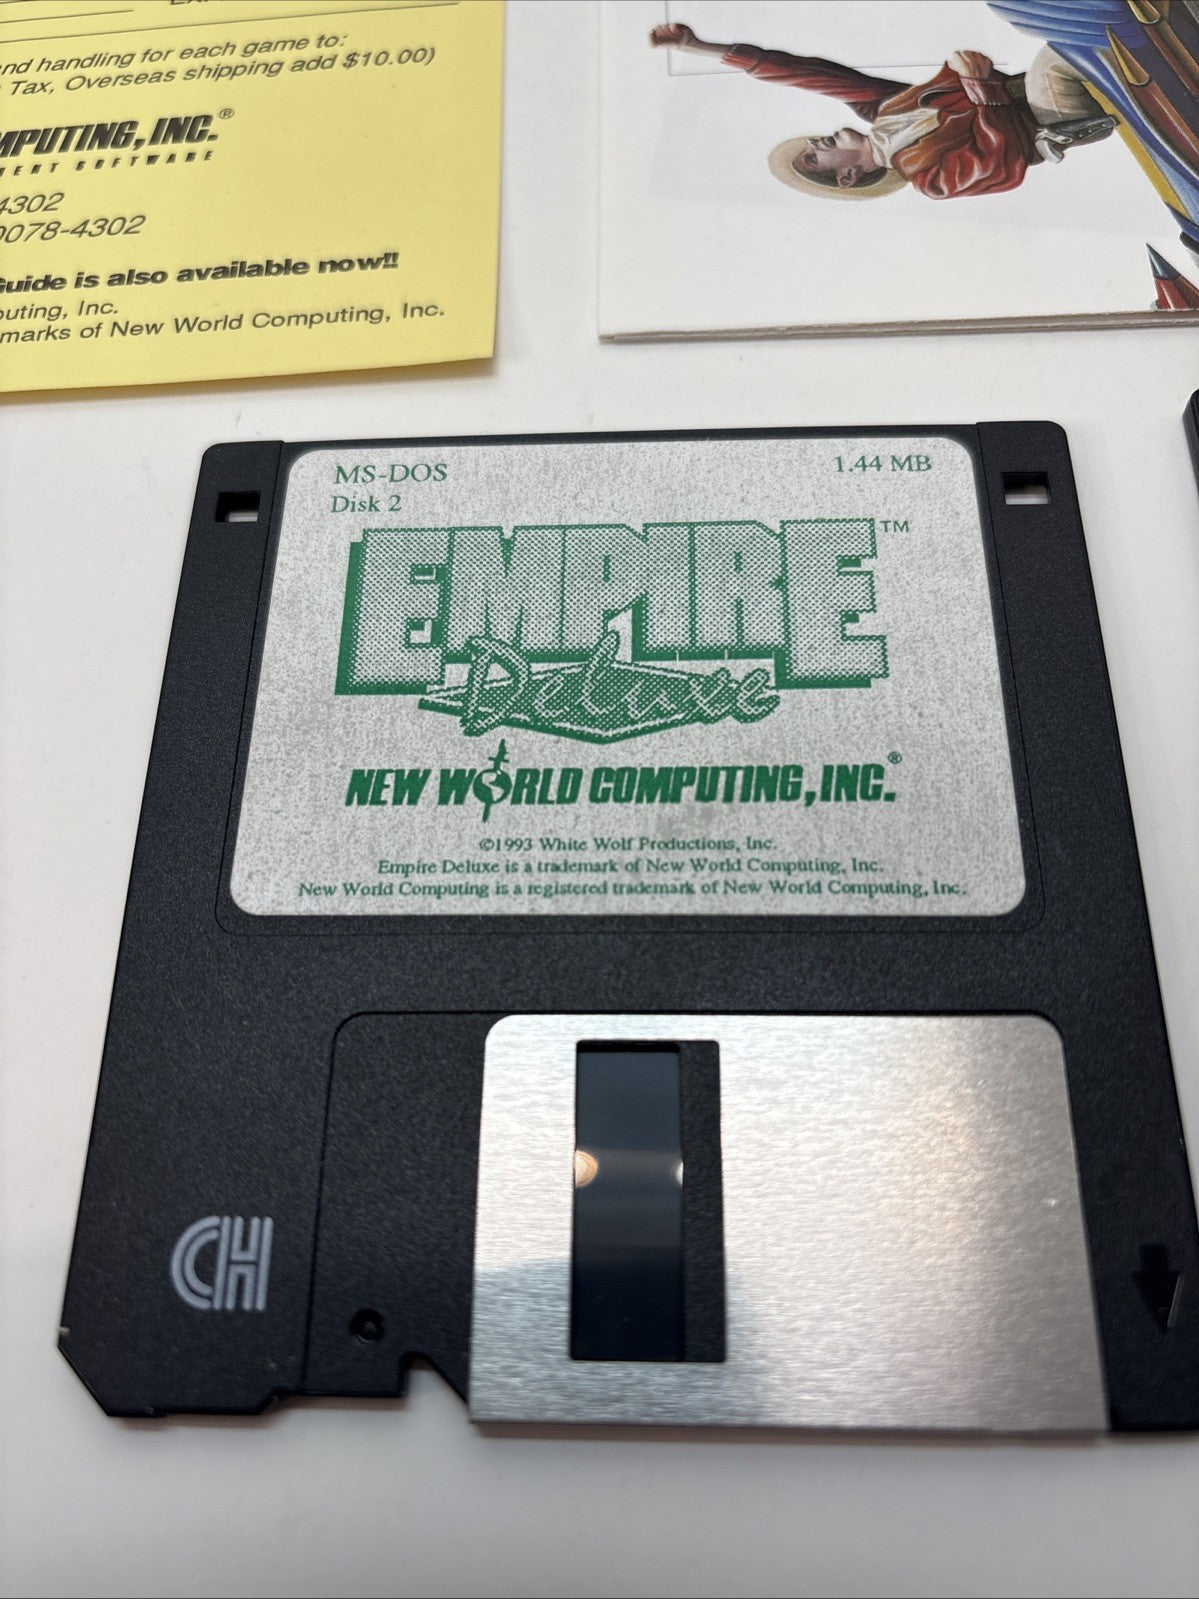 nd handling for each game to:
Tax, Overseas shipping add $10.00)
MPUTING, INC.®
SOFTWARE
4302
0078-4302
Guide is also available now!!
puting, Inc.
marks of New World Computing, Inc.
MS-DOS
1.44 MB
Disk 2
EMPIRE™
Deluxe
NEW WORLD COMPUTING, INC.®
©1993 White Wolf Productions, Inc.
Empire Deluxe is a trademark of New World Computing, Inc.
New World Computing is a registered trademark of New World Computing, Inc.
CH